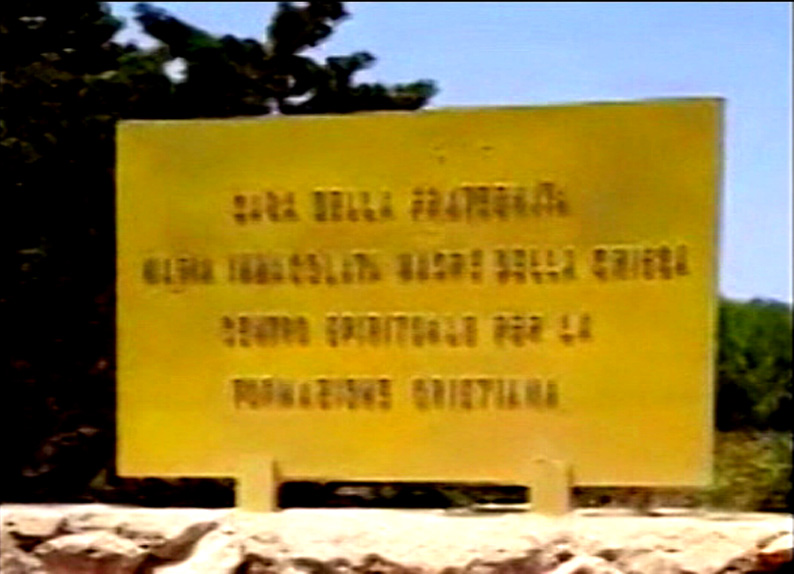 CASA DELLA FRATERNITA
MARIA IMMACOLATA MADRE DELLA CHIESA
CENTRO SPIRITUALE PER LA
FORMAZIONE CRISTIANA